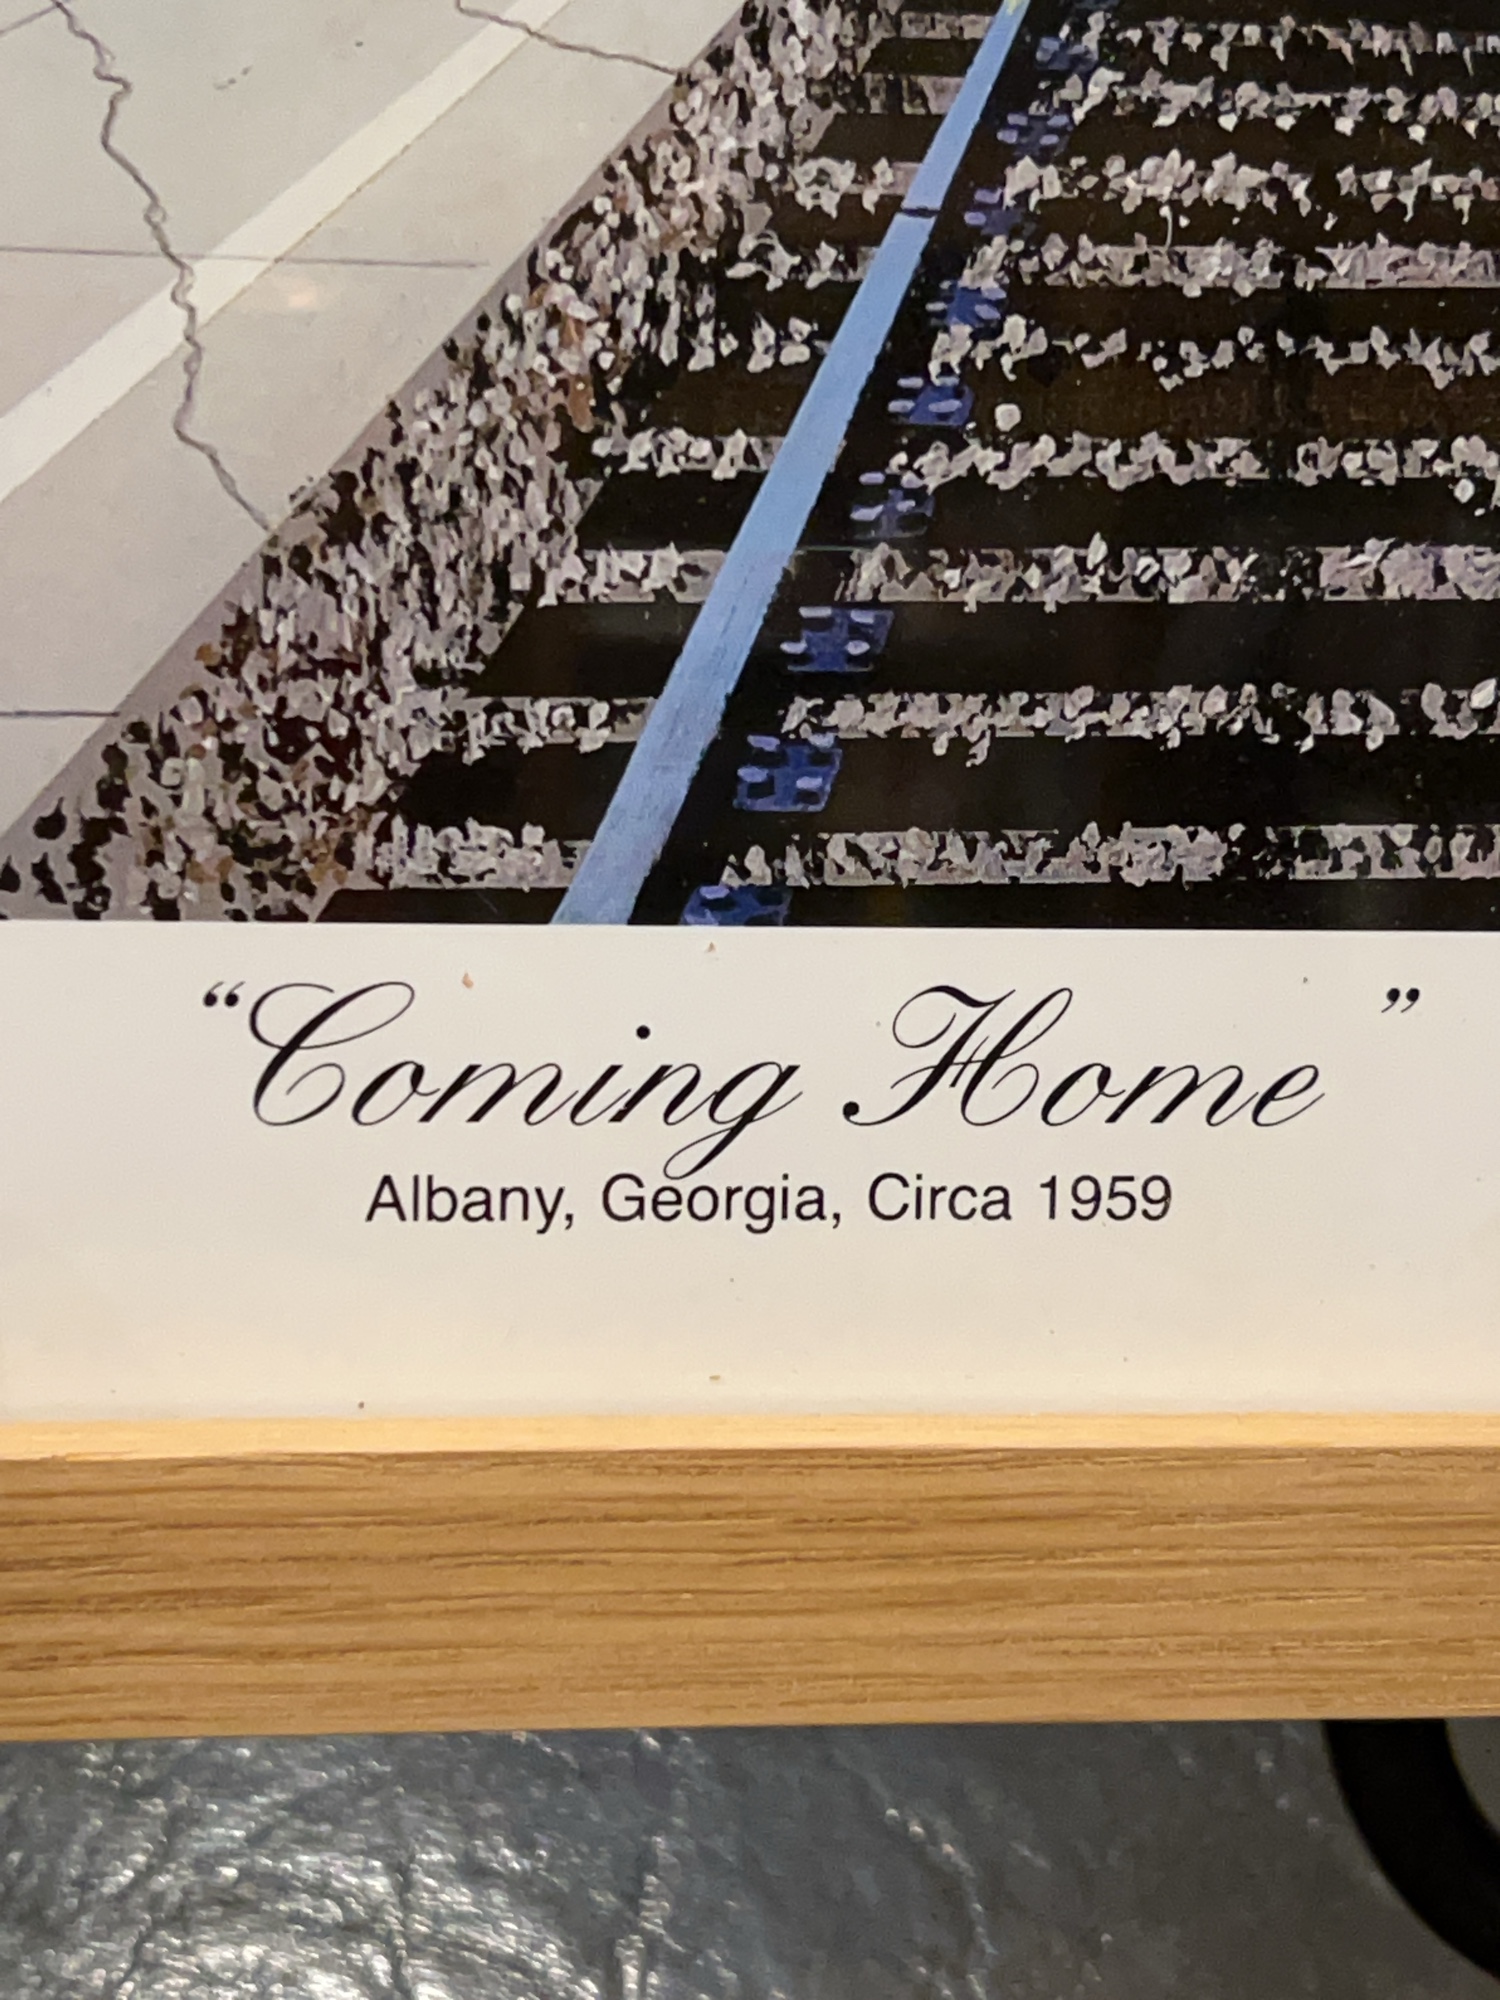 “Coming Home”
Albany, Georgia, Circa 1959